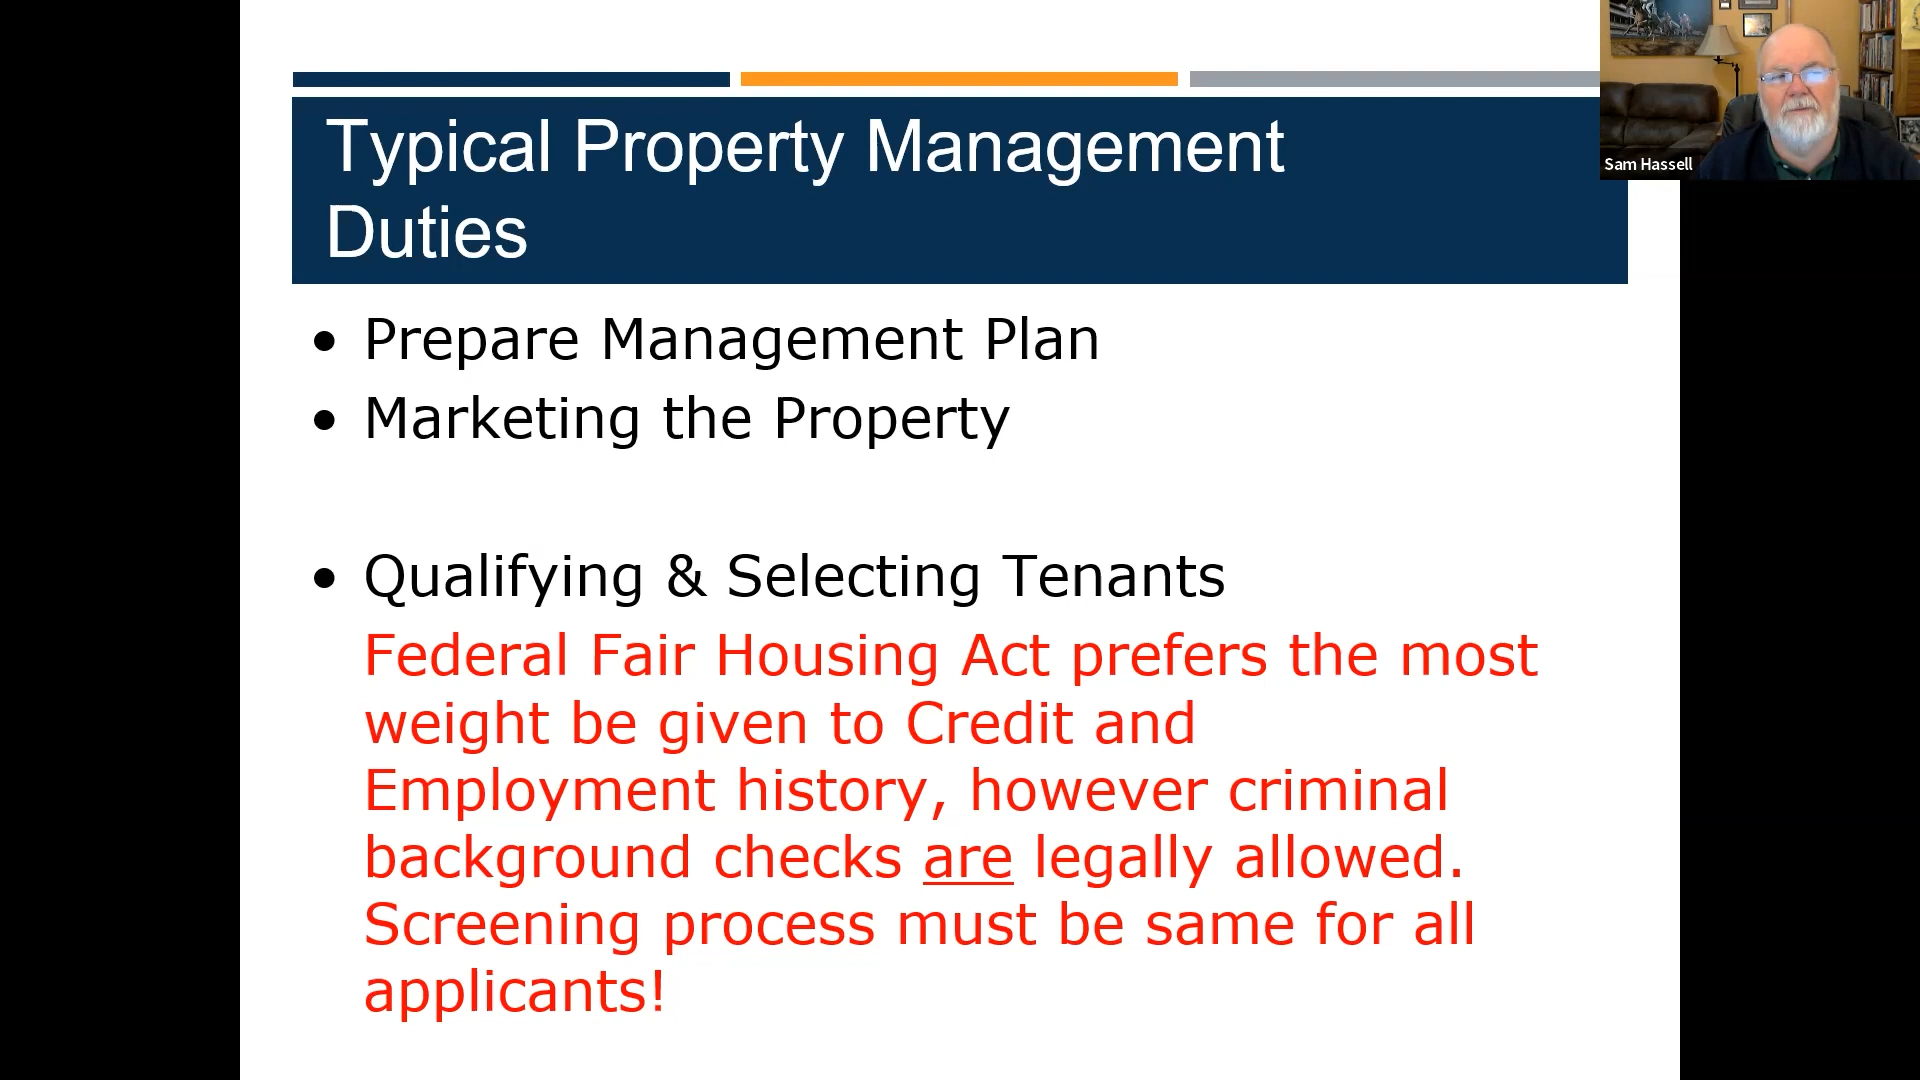 Typical Property Management
Duties
• Prepare Management Plan
• Marketing the Property
• Qualifying & Selecting Tenants
Federal Fair Housing Act prefers the most
weight be given to Credit and
Employment history, however criminal
background checks are legally allowed.
Screening process must be same for all
applicants!
Sam Hassell